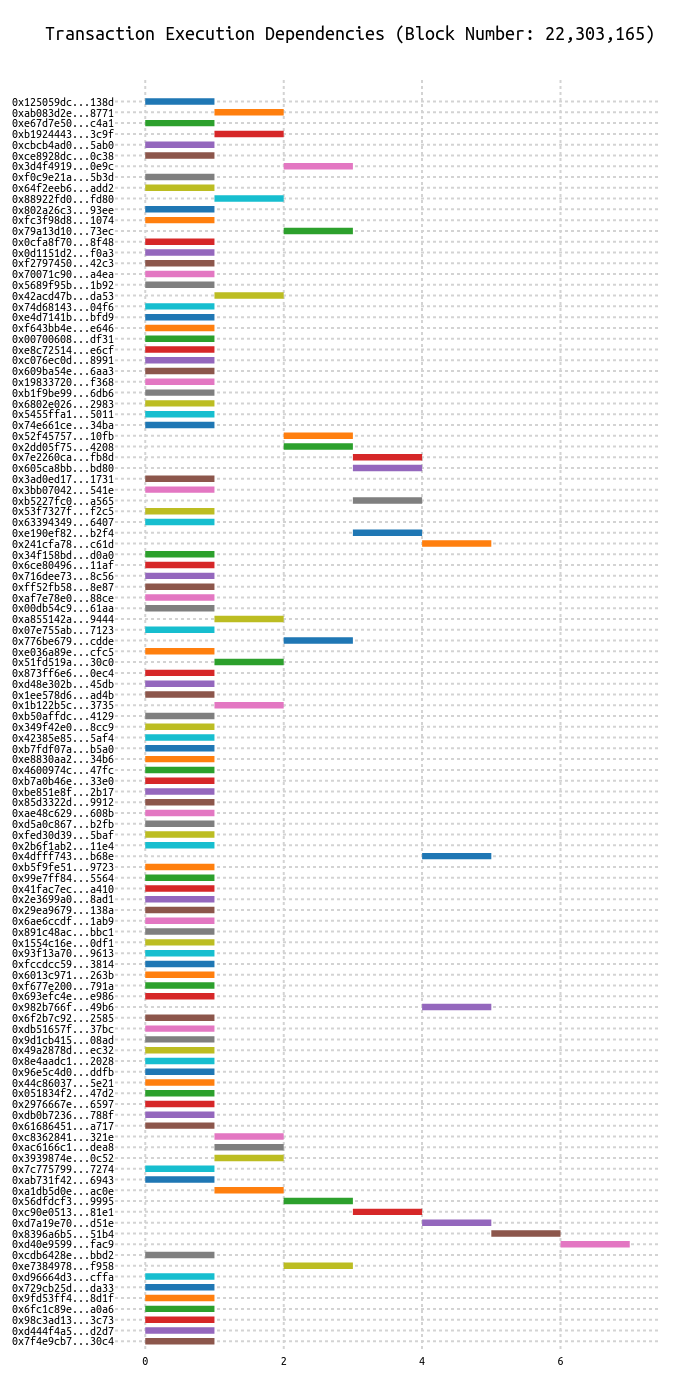 Transaction Execution Dependencies (Block Number: 22,303,165)
0x125059dc...138d
0xab083d2e...8771
0xe67d7e50...c4a1
0xb1924443...3c9f
0xcbcb4ad0...5ab0
0xce8928dc...0c38
0x3d4f4919...0e9c
0xf0c9e21a...5b3d
0x64f2eeb6...add2
0x88922fd0...fd80
0x802a26c3...93ee
0xfc3f98d8...1074
0x79a13d10...73ec
0x0cfa8f70...8f48
0x0d1151d2...f0a3
0xf2797450...42c3
0x70071c90...a4ea
0x5689f95b...1b92
0x42acd47b...da53
0x74d68143...04f6
0xe4d7141b...bfd9
0xf643bb4e...e646
0x00700608...df31
0xe8c72514...e6cf
0xc076ec0d...8991
0x609ba54e...6aa3
0x19833720...f368
0xb1f9be99...6db6
0x6802e026...2983
0x5455ffa1...5011
0x74e661ce...34ba
0x52f45757...10fb
0x2dd05f75...4208
0x7e2260ca...fb8d
0x605ca8bb...bd80
0x3ad0ed17...1731
0x3bb07042...541e
0xb5227fc0...a565
0x53f7327f...f2c5
0x63394349...6407
0xe190ef82...b2f4
0x241cfa78...c61d
0x34f158bd...d0a0
0x6ce80496...11af
0x716dee73...8c56
0xff52fb58...8e87
0xaf7e78e0...88ce
0x00db54c9...61aa
0xa855142a...9444
0x07e755ab...7123
0x776be679...cdde
0xe036a89e...cfc5
0x51fd519a...30c0
0x873ff6e6...0ec4
0xd48e302b...45db
0x1ee578d6...ad4b
0x1b122b5c...3735
0xb50affdc...4129
0x349f42e0...8cc9
0x42385e85...5af4
0xb7fdf07a...b5a0
0xe8830aa2...34b6
0x4600974c...47fc
0xb7a0b46e...33e0
0xbe851e8f...2b17
0x85d3322d...9912
0xae48c629...608b
0xd5a0c867...b2fb
0xfed30d39...5baf
0x2b6f1ab2...11e4
0x4dfff743...b68e
0xb5f9fe51...9723
0x99e7ff84...5564
0x41fac7ec...a410
0x2e3699a0...8ad1
0x29ea9679...138a
0x6ae6ccdf...1ab9
0x891c48ac...bbc1
0x1554c16e...0df1
0x93f13a70...9613
0xfccdcc59...3814
0x6013c971...263b
0xf677e200...791a
0x693efc4e...e986
0x982b766f...49b6
0x6f2b7c92...2585
0xdb51657f...37bc
0x9d1cb415...08ad
0x49a2878d...ec32
0x8e4aadc1...2028
0x96e5c4d0...ddfb
0x44c86037...5e21
0x051834f2...47d2
0x2976667e...6597
0xdb0b7236...788f
0x61686451...a717
0xc8362841...321e
0xac6166c1...dea8
0x3939874e...0c52
0x7c775799...7274
0xab731f42...6943
0xa1db5d0e...ac0e
0x56dfdcf3...9995
0xc90e0513...81e1
0xd7a19e70...d51e
0x8396a6b5...51b4
0xd40e9599...fac9
0xcdb6428e...bbd2
0xe7384978...f958
0xd96664d3...cffa
0x729cb25d...da33
0x9fd53ff4...8d1f
0x6fc1c89e...a0a6
0x98c3ad13...3c73
0xd444f4a5...d2d7
0x7f4e9cb7...30c4
0 2 4 6